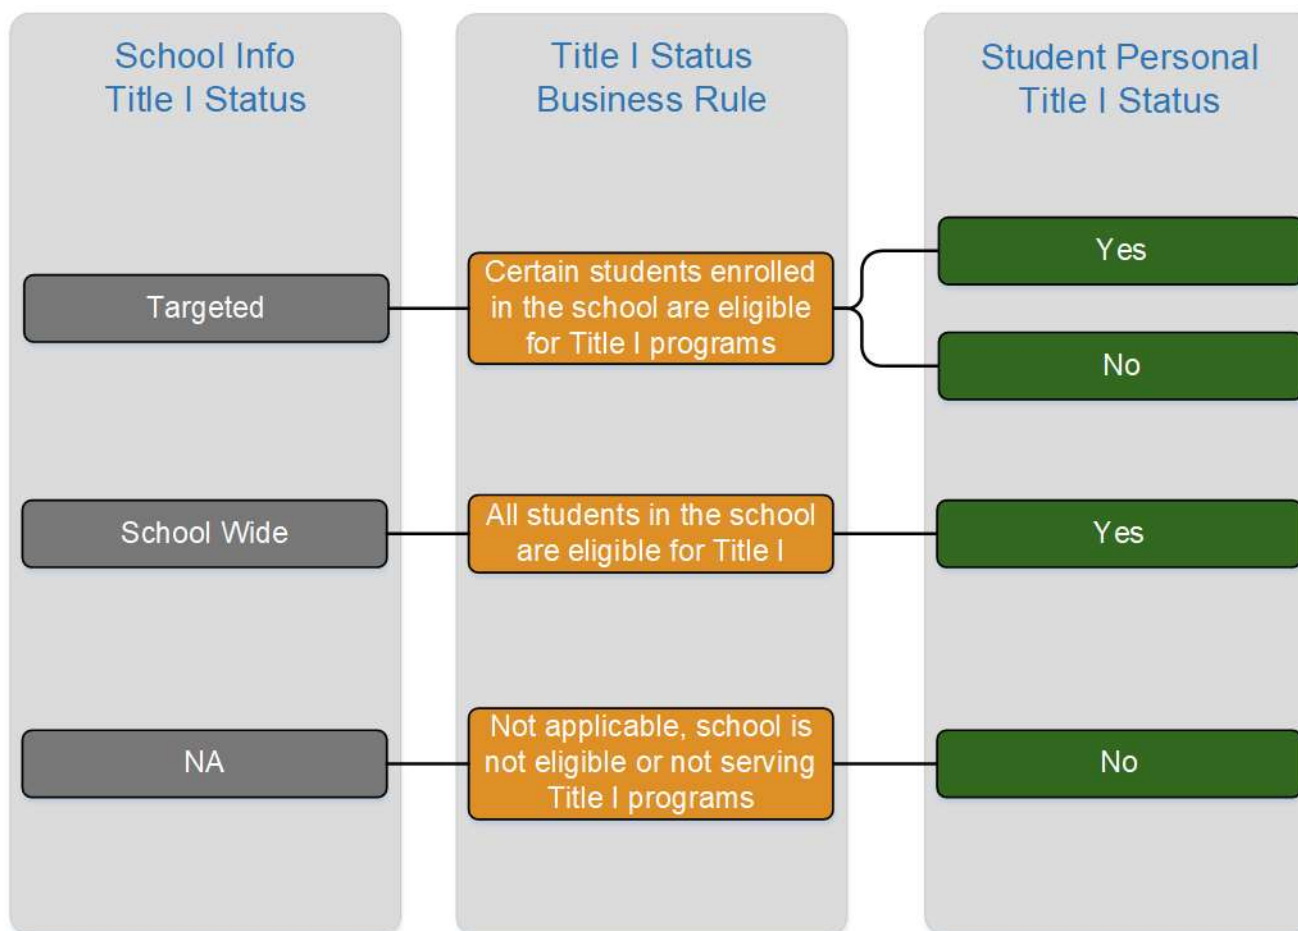 School Info
Title I Status
Title I Status
Business Rule
Student Personal
Title I Status
Targeted
Certain students enrolled
in the school are eligible
for Title I programs
Yes
No
School Wide
All students in the school
are eligible for Title I
Yes
NA
Not applicable, school is
not eligible or not serving
Title I programs
No